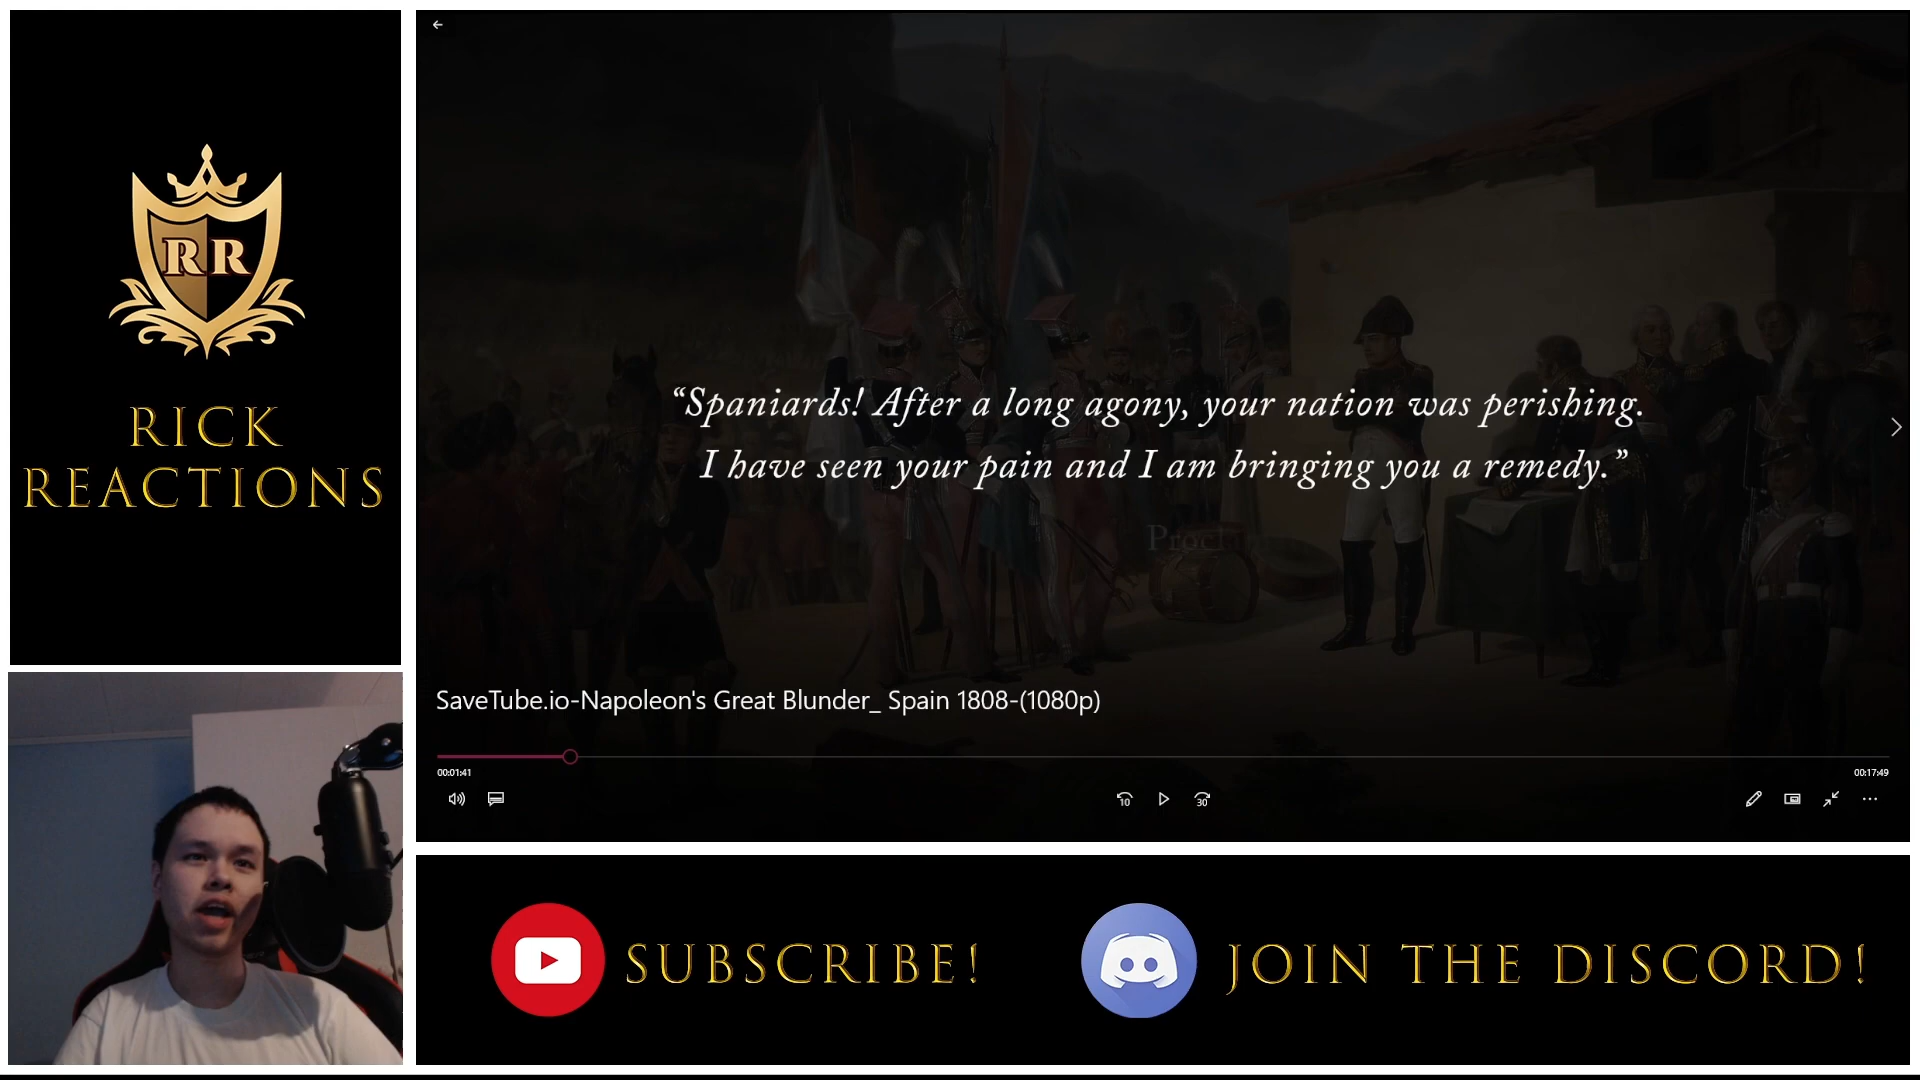 RR
RICK
REACTIONS
“Spaniards! After a long agony, your nation was perishing.
I have seen your pain and I am bringing you a remedy.”
Procl
SaveTube.io-Napoleon's Great Blunder_ Spain 1808-(1080p)
00:01:41
00:17:49
10
30
SUBSCRIBE!
JOIN THE DISCORD!